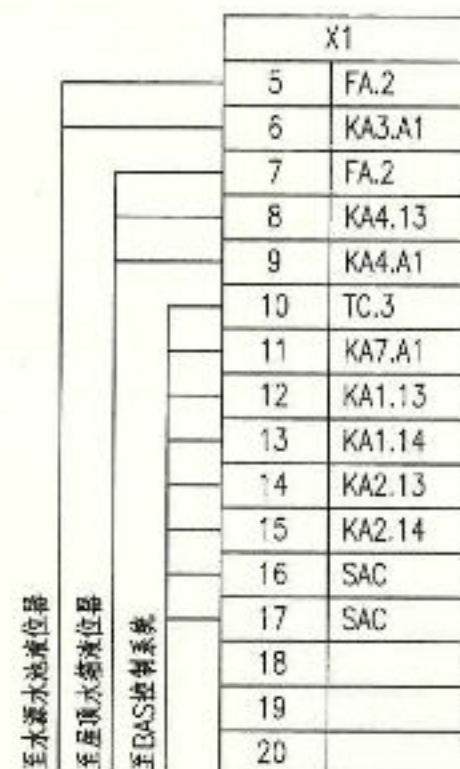 X1
5 FA.2
6 KA3.A1
7 FA.2
8 KA4.13
9 KA4.A1
10 TC.3
11 KA7.A1
12 KA1.13
13 KA1.14
14 KA2.13
15 KA2.14
16 SAC
17 SAC
18
19
20
至水源水池液位器
至屋顶水箱液位器
至BAS控制系统